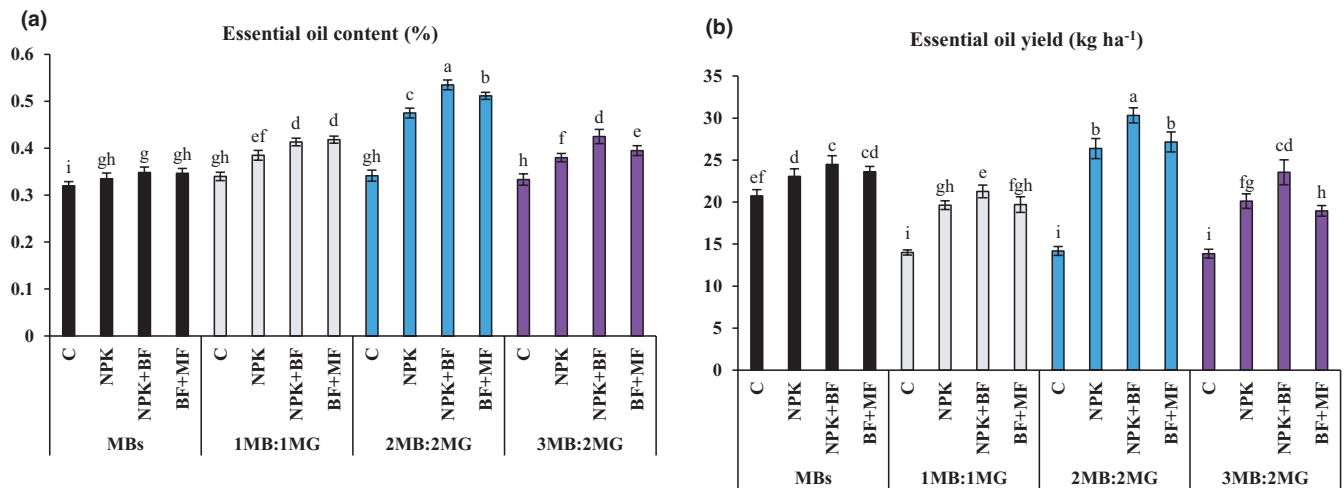 (a)
Essential oil content (%)
0.6
0.5
0.4
0.3
0.2
0.1
0
i gh g gh gh ef d d gh c a b h f d e
C NPK NPK+BF BF+MF C NPK NPK+BF BF+MF C NPK NPK+BF BF+MF C NPK NPK+BF BF+MF
MBs 1MB:1MG 2MB:2MG 3MB:2MG
(b)
Essential oil yield (kg ha⁻¹)
35
30
25
20
15
10
5
0
ef d c cd i gh e fgh i b a b i fg cd h
C NPK NPK+BF BF+MF C NPK NPK+BF BF+MF C NPK NPK+BF BF+MF C NPK NPK+BF BF+MF
MBs 1MB:1MG 2MB:2MG 3MB:2MG